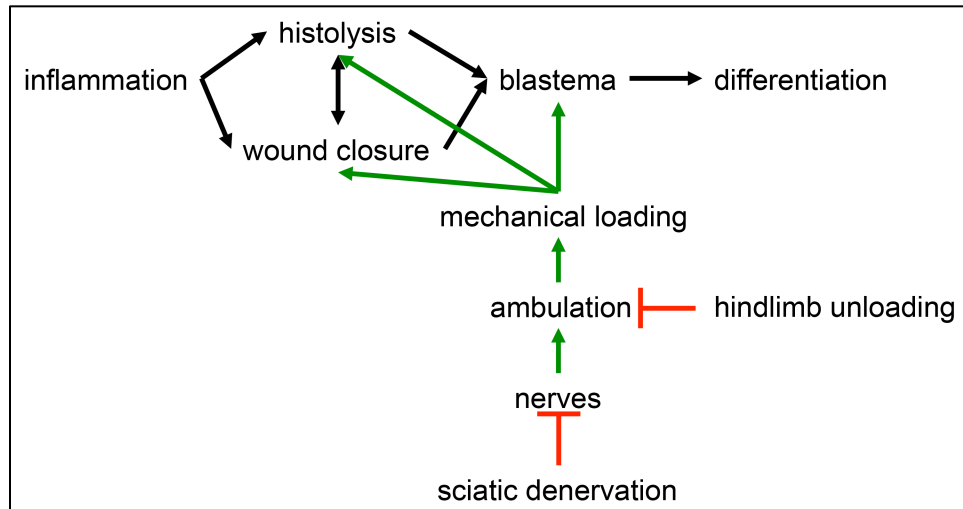 histolysis
inflammation
blastema
differentiation
wound closure
mechanical loading
ambulation
hindlimb unloading
nerves
sciatic denervation